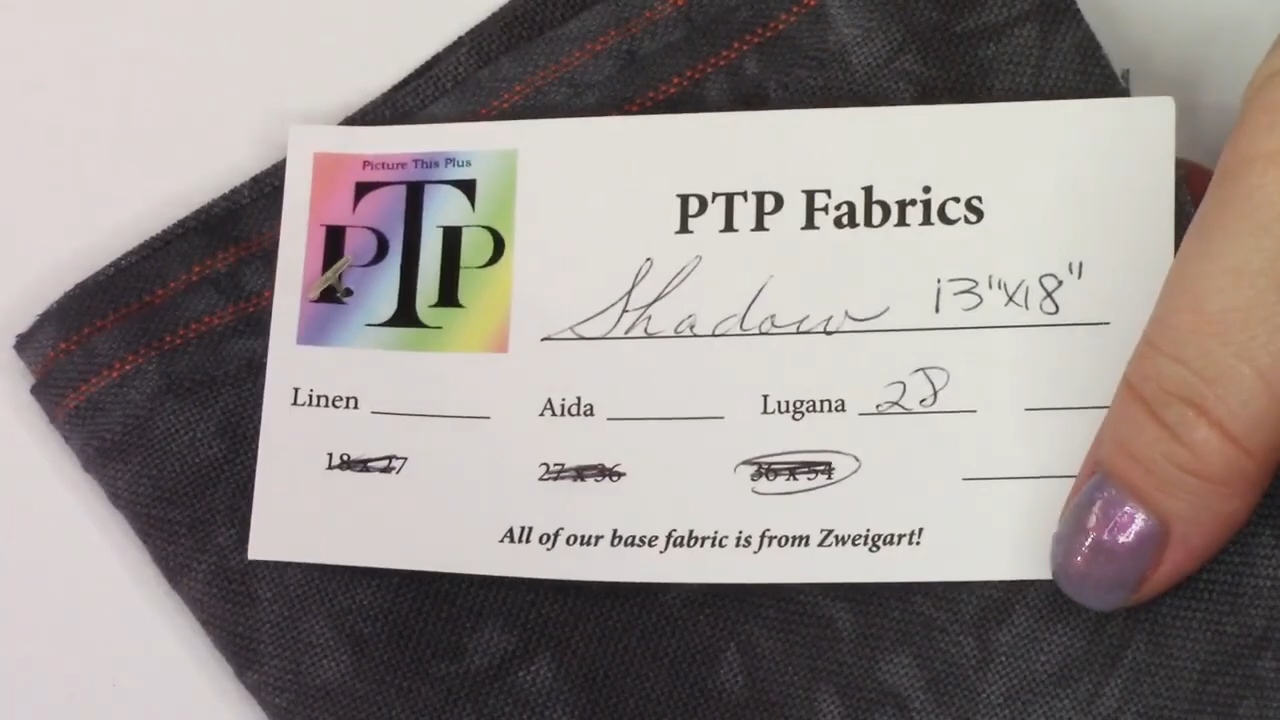 Picture This Plus
PTP
PTP Fabrics
Shadow 13"x18"
Linen Aida Lugana 28
18 x 27 27 x 36 36 x 54
All of our base fabric is from Zweigart!